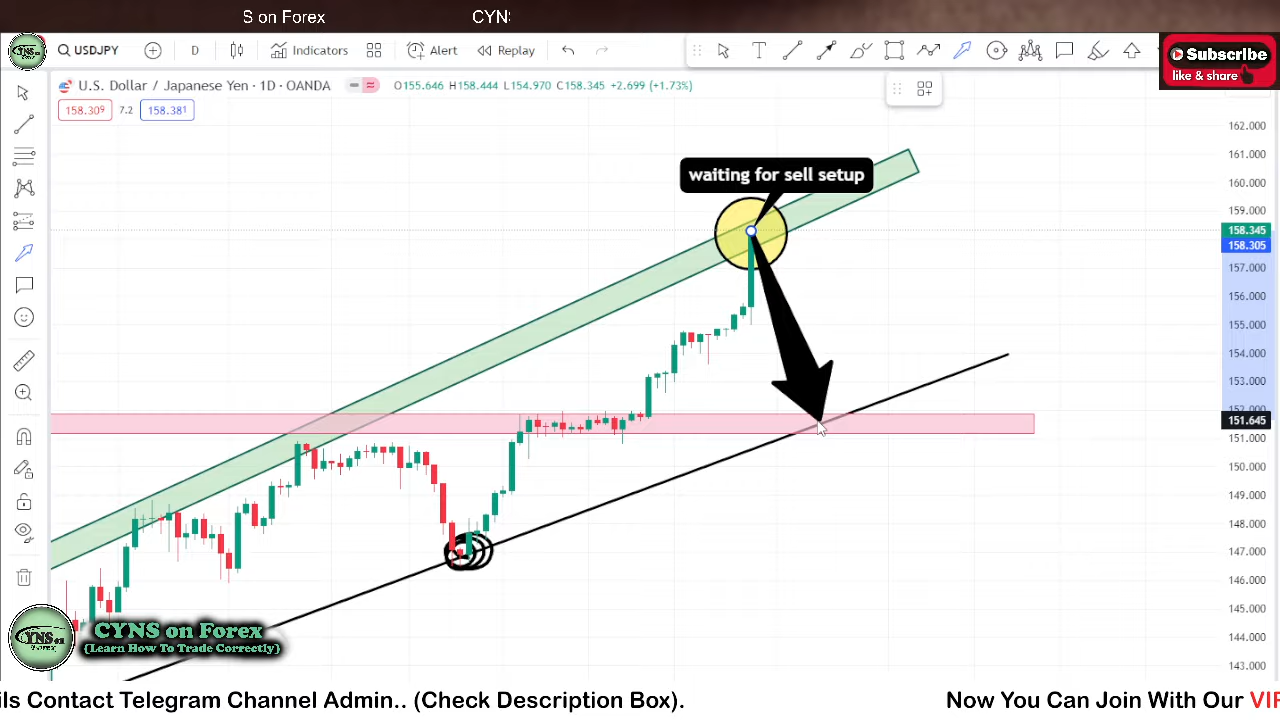 S on Forex CYNS
USDJPY D Indicators Alert Replay
Subscribe
like & share
U.S. Dollar / Japanese Yen · 1D · OANDA O155.646 H158.444 L154.970 C158.345 +2.699 (+1.73%)
158.309 7.2 158.381
waiting for sell setup
162.000
161.000
160.000
159.000
158.345
158.305
157.000
156.000
155.000
154.000
153.000
152.000
151.645
151.000
150.000
149.000
148.000
147.000
146.000
145.000
144.000
143.000
CYNS on Forex
{Learn How To Trade Correctly}
ils Contact Telegram Channel Admin.. (Check Description Box). Now You Can Join With Our VIP